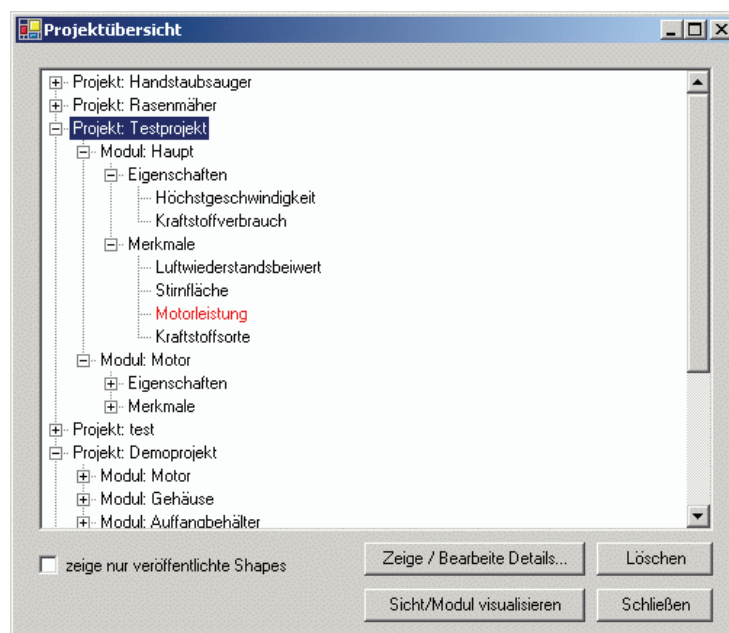 Projektübersicht
Projekt: Handstaubsauger
Projekt: Rasenmäher
Projekt: Testprojekt
Modul: Haupt
Eigenschaften
Höchstgeschwindigkeit
Kraftstoffverbrauch
Merkmale
Luftwiederstandsbeiwert
Stirnfläche
Motorleistung
Kraftstoffsorte
Modul: Motor
Eigenschaften
Merkmale
Projekt: test
Projekt: Demoprojekt
Modul: Motor
Modul: Gehäuse
Modul: Auffangbehälter
zeige nur veröffentlichte Shapes
Zeige / Bearbeite Details... Löschen
Sicht/Modul visualisieren Schließen